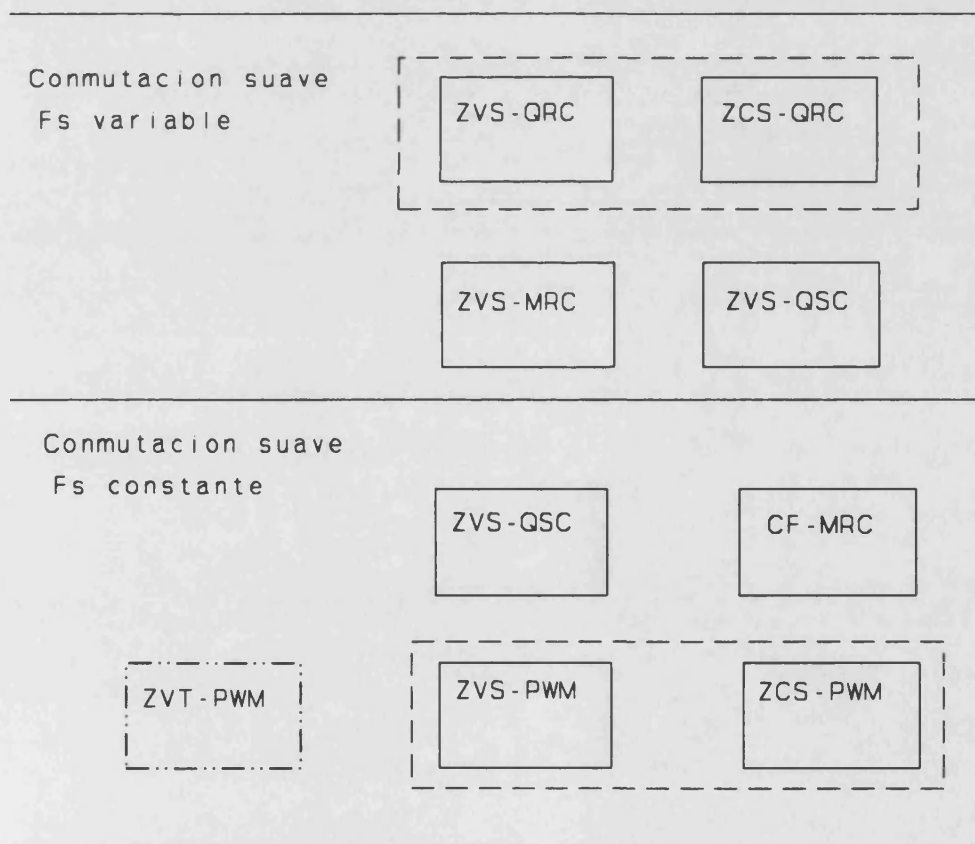 Conmutacion suave
Fs variable
ZVS-QRC
ZCS-QRC
ZVS-MRC
ZVS-QSC
Conmutacion suave
Fs constante
ZVS-QSC
CF-MRC
ZVT-PWM
ZVS-PWM
ZCS-PWM